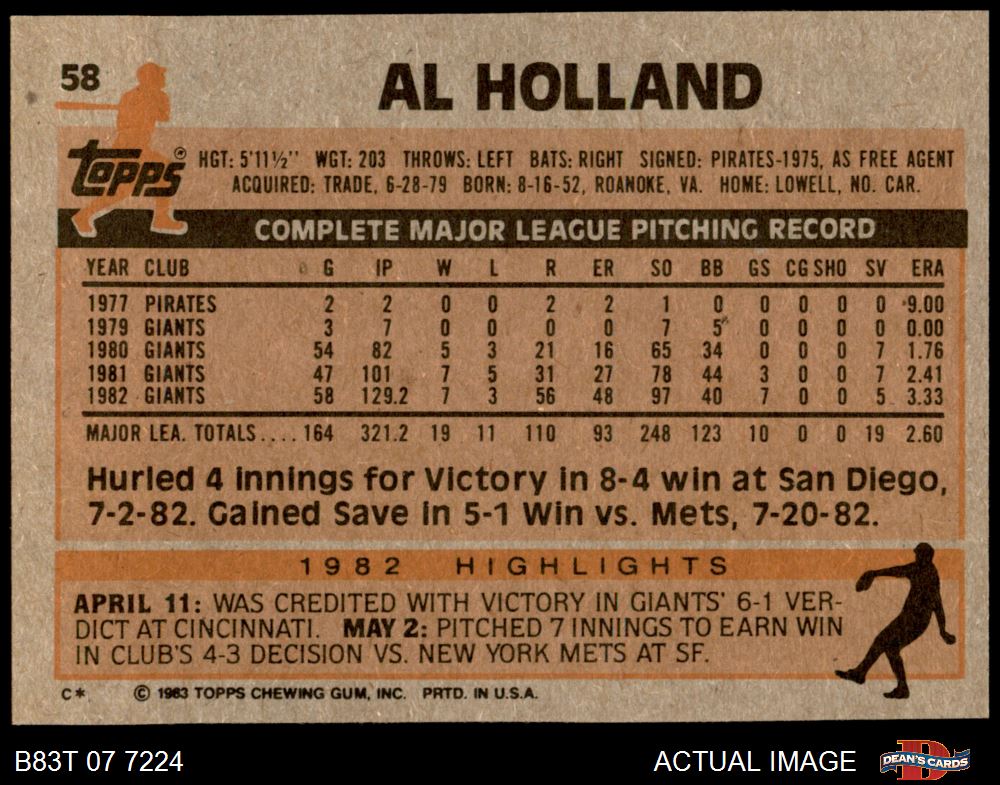 58
AL HOLLAND
Topps®
HGT: 5'11½" WGT: 203 THROWS: LEFT BATS: RIGHT SIGNED: PIRATES-1975, AS FREE AGENT
ACQUIRED: TRADE, 6-28-79 BORN: 8-16-52, ROANOKE, VA. HOME: LOWELL, NO. CAR.
COMPLETE MAJOR LEAGUE PITCHING RECORD
YEAR CLUB G IP W L R ER SO BB GS CG SHO SV ERA
1977 PIRATES 2 2 0 0 2 2 1 0 0 0 0 0 9.00
1979 GIANTS 3 7 0 0 0 0 7 5 0 0 0 0 0.00
1980 GIANTS 54 82 5 3 21 16 65 34 0 0 0 7 1.76
1981 GIANTS 47 101 7 5 31 27 78 44 3 0 0 7 2.41
1982 GIANTS 58 129.2 7 3 56 48 97 40 7 0 0 5 3.33
MAJOR LEA. TOTALS.... 164 321.2 19 11 110 93 248 123 10 0 0 19 2.60
Hurled 4 innings for Victory in 8-4 win at San Diego,
7-2-82. Gained Save in 5-1 Win vs. Mets, 7-20-82.
1982 HIGHLIGHTS
APRIL 11: WAS CREDITED WITH VICTORY IN GIANTS' 6-1 VER-
DICT AT CINCINNATI. MAY 2: PITCHED 7 INNINGS TO EARN WIN
IN CLUB'S 4-3 DECISION VS. NEW YORK METS AT SF.
C* © 1983 TOPPS CHEWING GUM, INC. PRTD. IN U.S.A.
B83T 07 7224 ACTUAL IMAGE DEAN'S CARDS